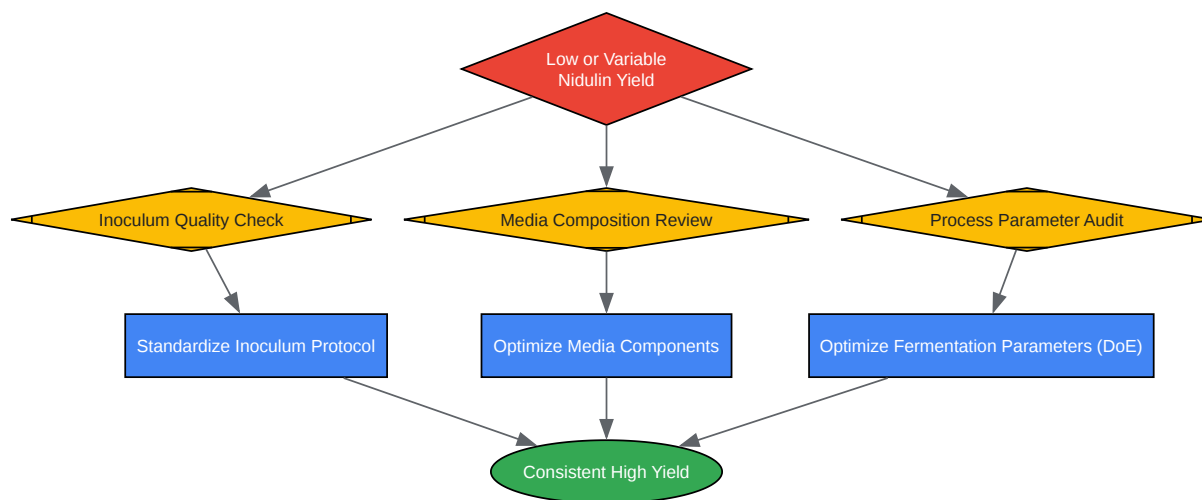 Low or Variable
Nidulin Yield
Inoculum Quality Check
Media Composition Review
Process Parameter Audit
Standardize Inoculum Protocol
Optimize Media Components
Optimize Fermentation Parameters (DoE)
Consistent High Yield